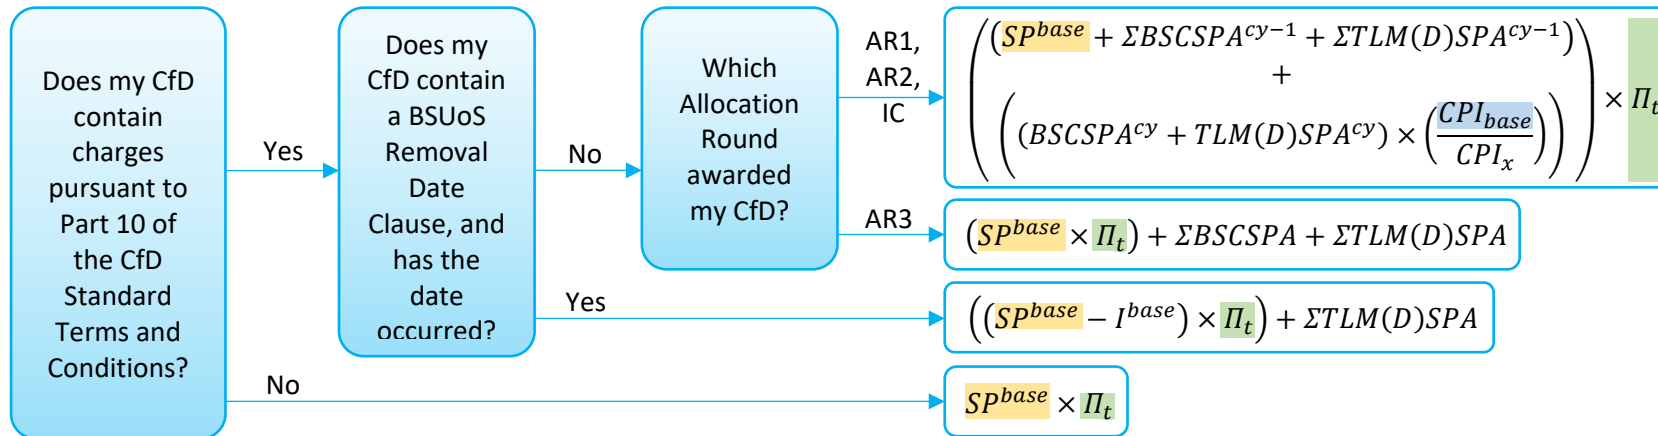 Does my CfD
contain
charges
pursuant to
Part 10 of
the CfD
Standard
Terms and
Conditions?
Yes
No
Does my
CfD contain
a BSUoS
Removal
Date
Clause, and
has the
date
occurred?
No
Yes
Which
Allocation
Round
awarded
my CfD?
AR1,
AR2,
IC
AR3
((SP^{base} + ΣBSCSPA^{cy−1} + ΣTLM(D)SPA^{cy−1})
+
((BSCSPA^{cy} + TLM(D)SPA^{cy}) × (CPI_{base}/CPI_x))) × Π_t
(SP^{base} × Π_t) + ΣBSCSPA + ΣTLM(D)SPA
((SP^{base} − I^{base}) × Π_t) + ΣTLM(D)SPA
SP^{base} × Π_t